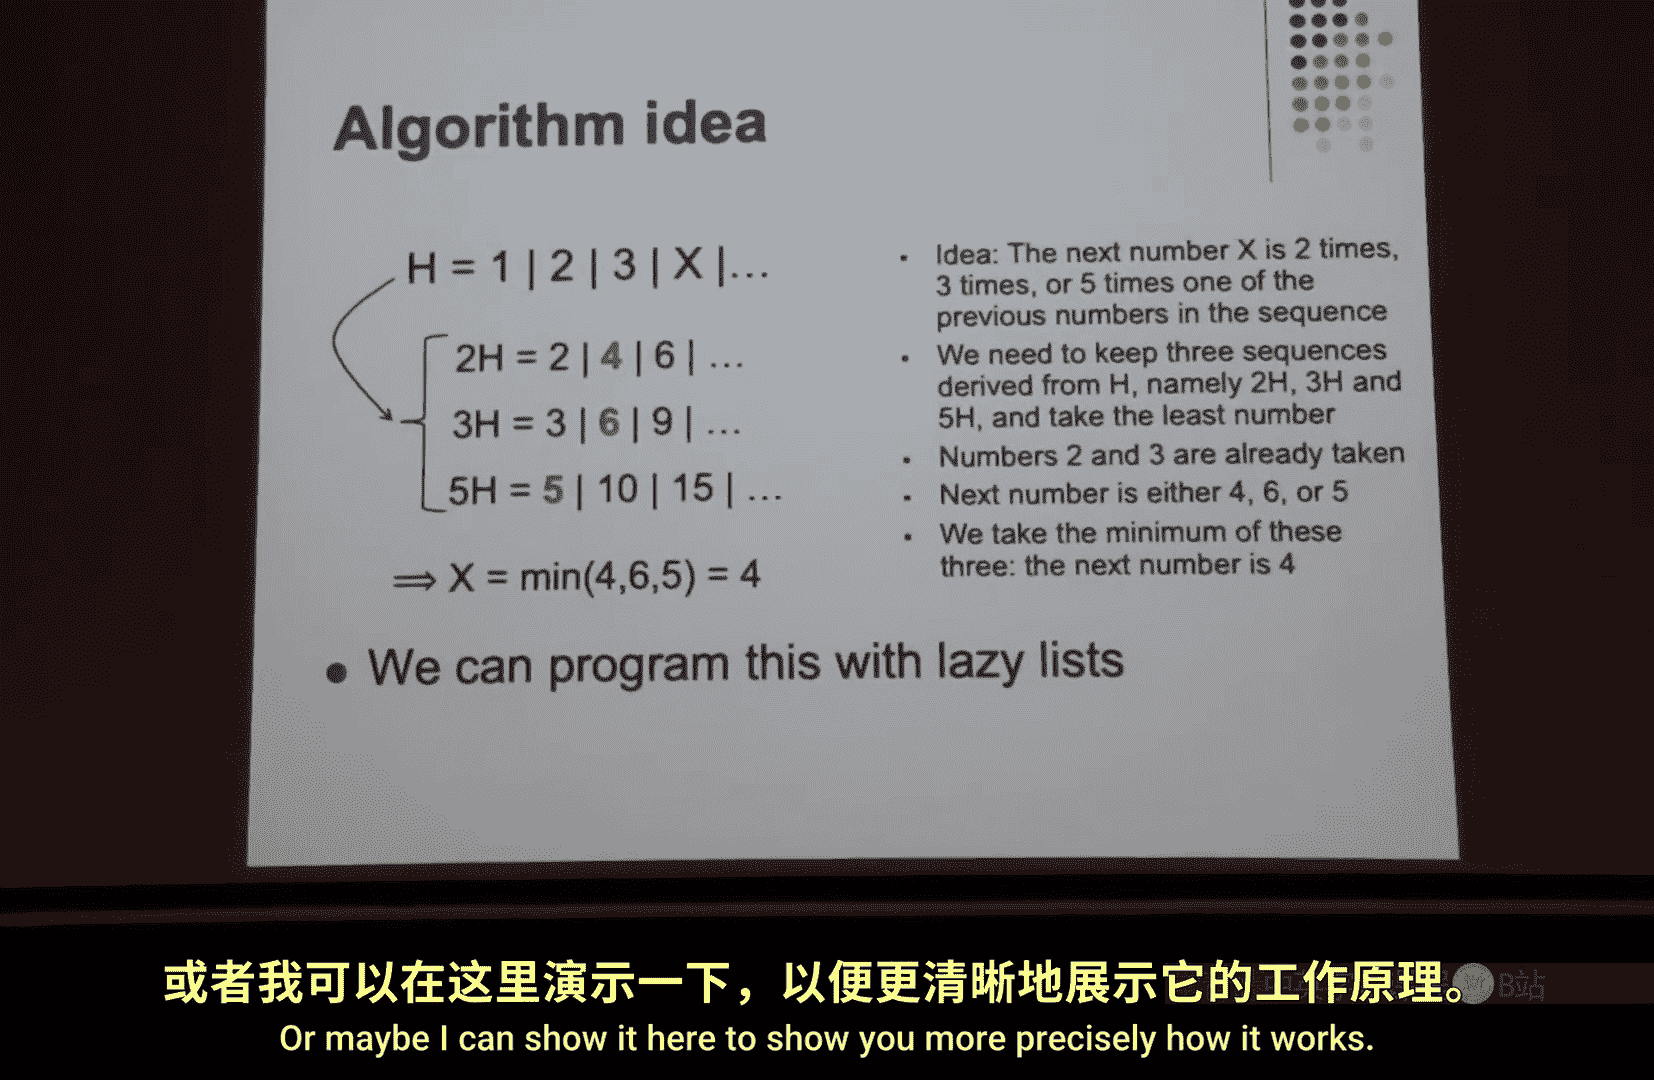 Algorithm idea
H = 1 | 2 | 3 | X |...
2H = 2 | 4 | 6 | ...
3H = 3 | 6 | 9 | ...
5H = 5 | 10 | 15 | ...
⟹ X = min(4,6,5) = 4
• Idea: The next number X is 2 times,
3 times, or 5 times one of the
previous numbers in the sequence
• We need to keep three sequences
derived from H, namely 2H, 3H and
5H, and take the least number
• Numbers 2 and 3 are already taken
• Next number is either 4, 6, or 5
• We take the minimum of these
three: the next number is 4
• We can program this with lazy lists
或者我可以在这里演示一下，以便更清晰地展示它的工作原理。
B站
Or maybe I can show it here to show you more precisely how it works.